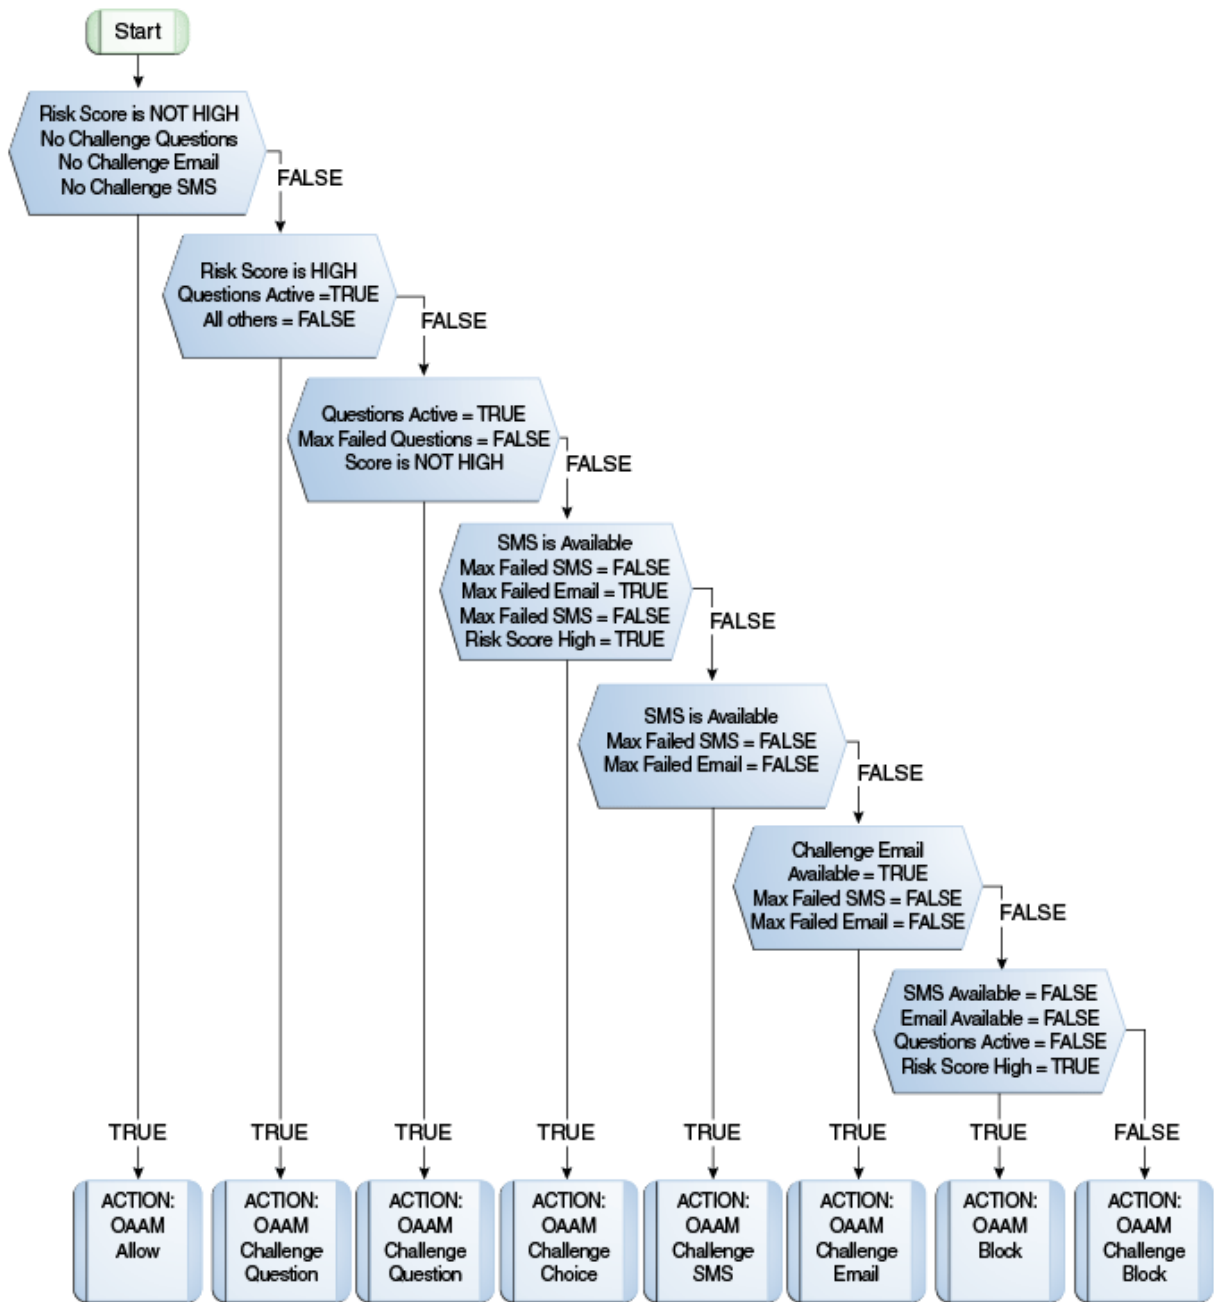 Start
Risk Score is NOT HIGH
No Challenge Questions
No Challenge Email
No Challenge SMS
FALSE
Risk Score is HIGH
Questions Active =TRUE
All others = FALSE
FALSE
Questions Active = TRUE
Max Failed Questions = FALSE
Score is NOT HIGH
FALSE
SMS is Available
Max Failed SMS = FALSE
Max Failed Email = TRUE
Max Failed SMS = FALSE
Risk Score High = TRUE
FALSE
SMS is Available
Max Failed SMS = FALSE
Max Failed Email = FALSE
FALSE
Challenge Email
Available = TRUE
Max Failed SMS = FALSE
Max Failed Email = FALSE
FALSE
SMS Available = FALSE
Email Available = FALSE
Questions Active = FALSE
Risk Score High = TRUE
TRUE
TRUE
TRUE
TRUE
TRUE
TRUE
TRUE
FALSE
ACTION:
OAAM
Allow
ACTION:
OAAM
Challenge
Question
ACTION:
OAAM
Challenge
Question
ACTION:
OAAM
Challenge
Choice
ACTION:
OAAM
Challenge
SMS
ACTION:
OAAM
Challenge
Email
ACTION:
OAAM
Block
ACTION:
OAAM
Challenge
Block